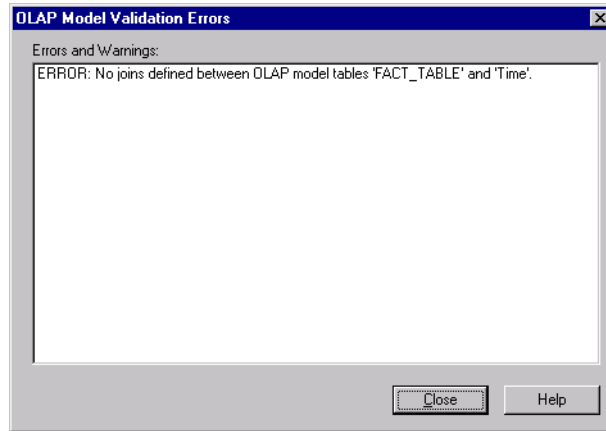 OLAP Model Validation Errors
Errors and Warnings:
ERROR: No joins defined between OLAP model tables 'FACT_TABLE' and 'Time'.
Close Help